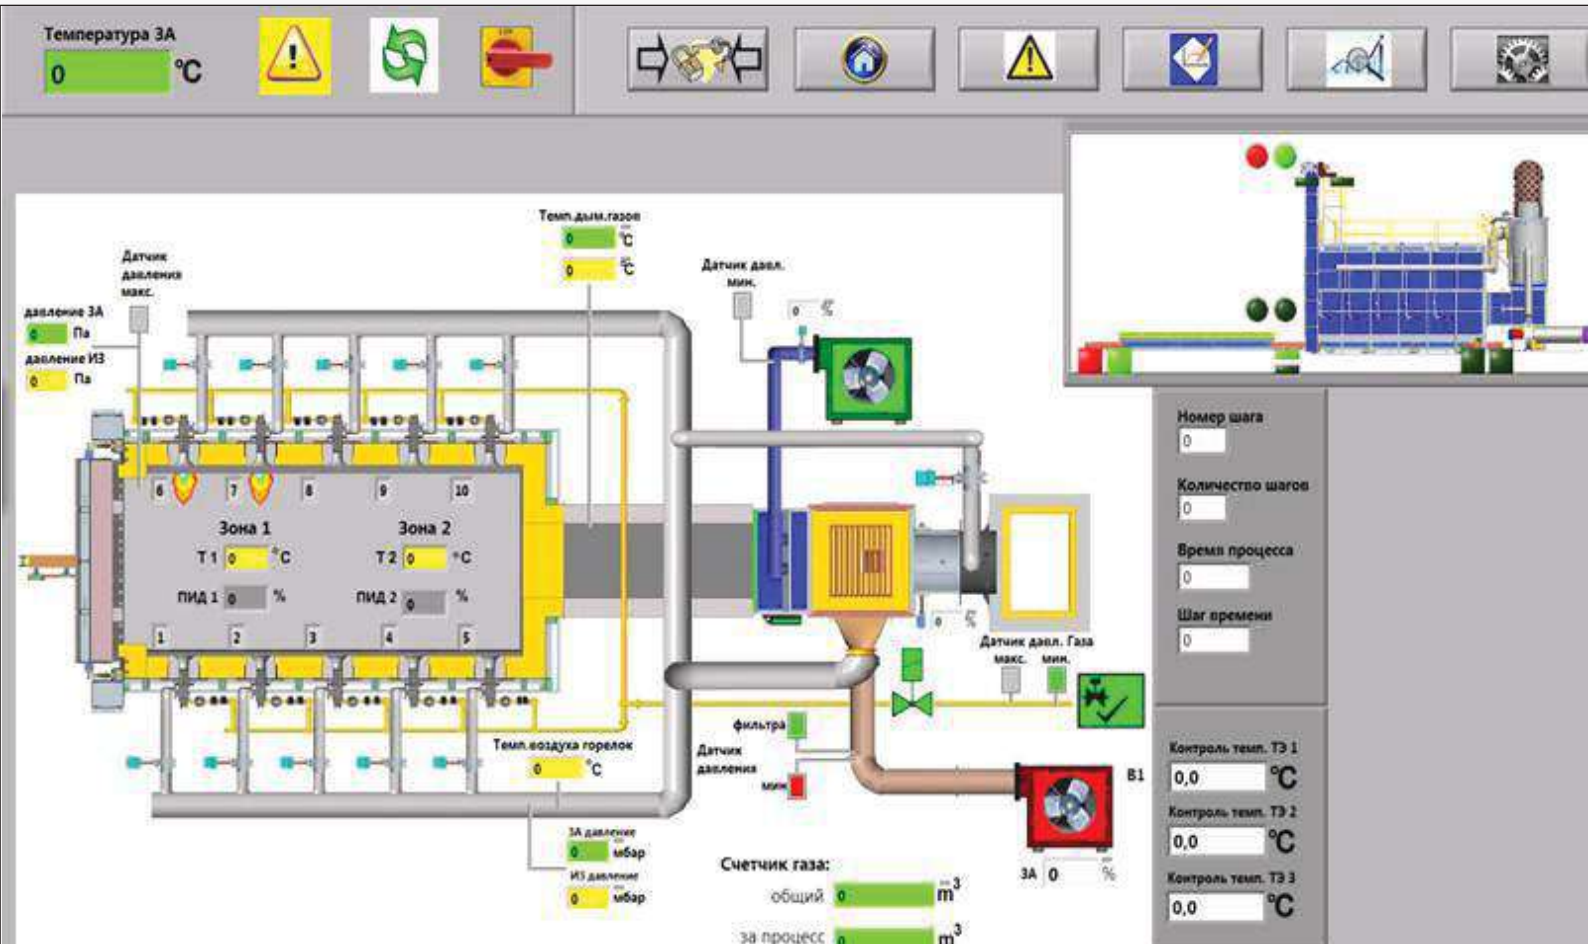 Температура ЗА
0 °C
Темп.дым.газов
0 °C
0 °C
Датчик
давления
макс.
Датчик давл.
мин.
0 %
давление ЗА
0 Па
давление ИЗ
0 Па
6 7 8 9 10
Зона 1 Зона 2
T 1 0 °C T 2 0 °C
ПИД 1 0 % ПИД 2 0 %
1 2 3 4 5
0 %
Датчик давл. Газа
макс. мин.
фильтра
Датчик
давления
мин
Темп.воздуха горелок
0 °C
B1
ЗА 0 %
ЗА давление
0 мбар
ИЗ давление
0 мбар
Счетчик газа:
общий 0 m³
за процесс 0 m³
Номер шага
0
Количество шагов
0
Время процесса
0
Шаг времени
0
Контроль темп. ТЭ 1
0,0 °C
Контроль темп. ТЭ 2
0,0 °C
Контроль темп. ТЭ 3
0,0 °C